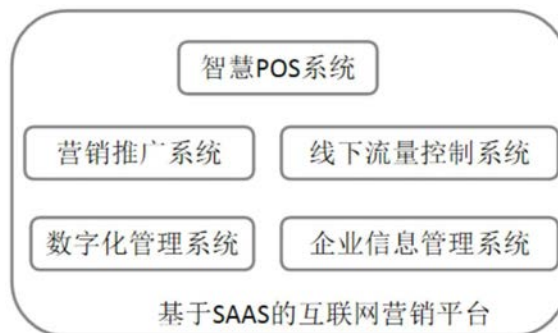 智慧POS系统
营销推广系统
线下流量控制系统
数字化管理系统
企业信息管理系统
基于SAAS的互联网营销平台